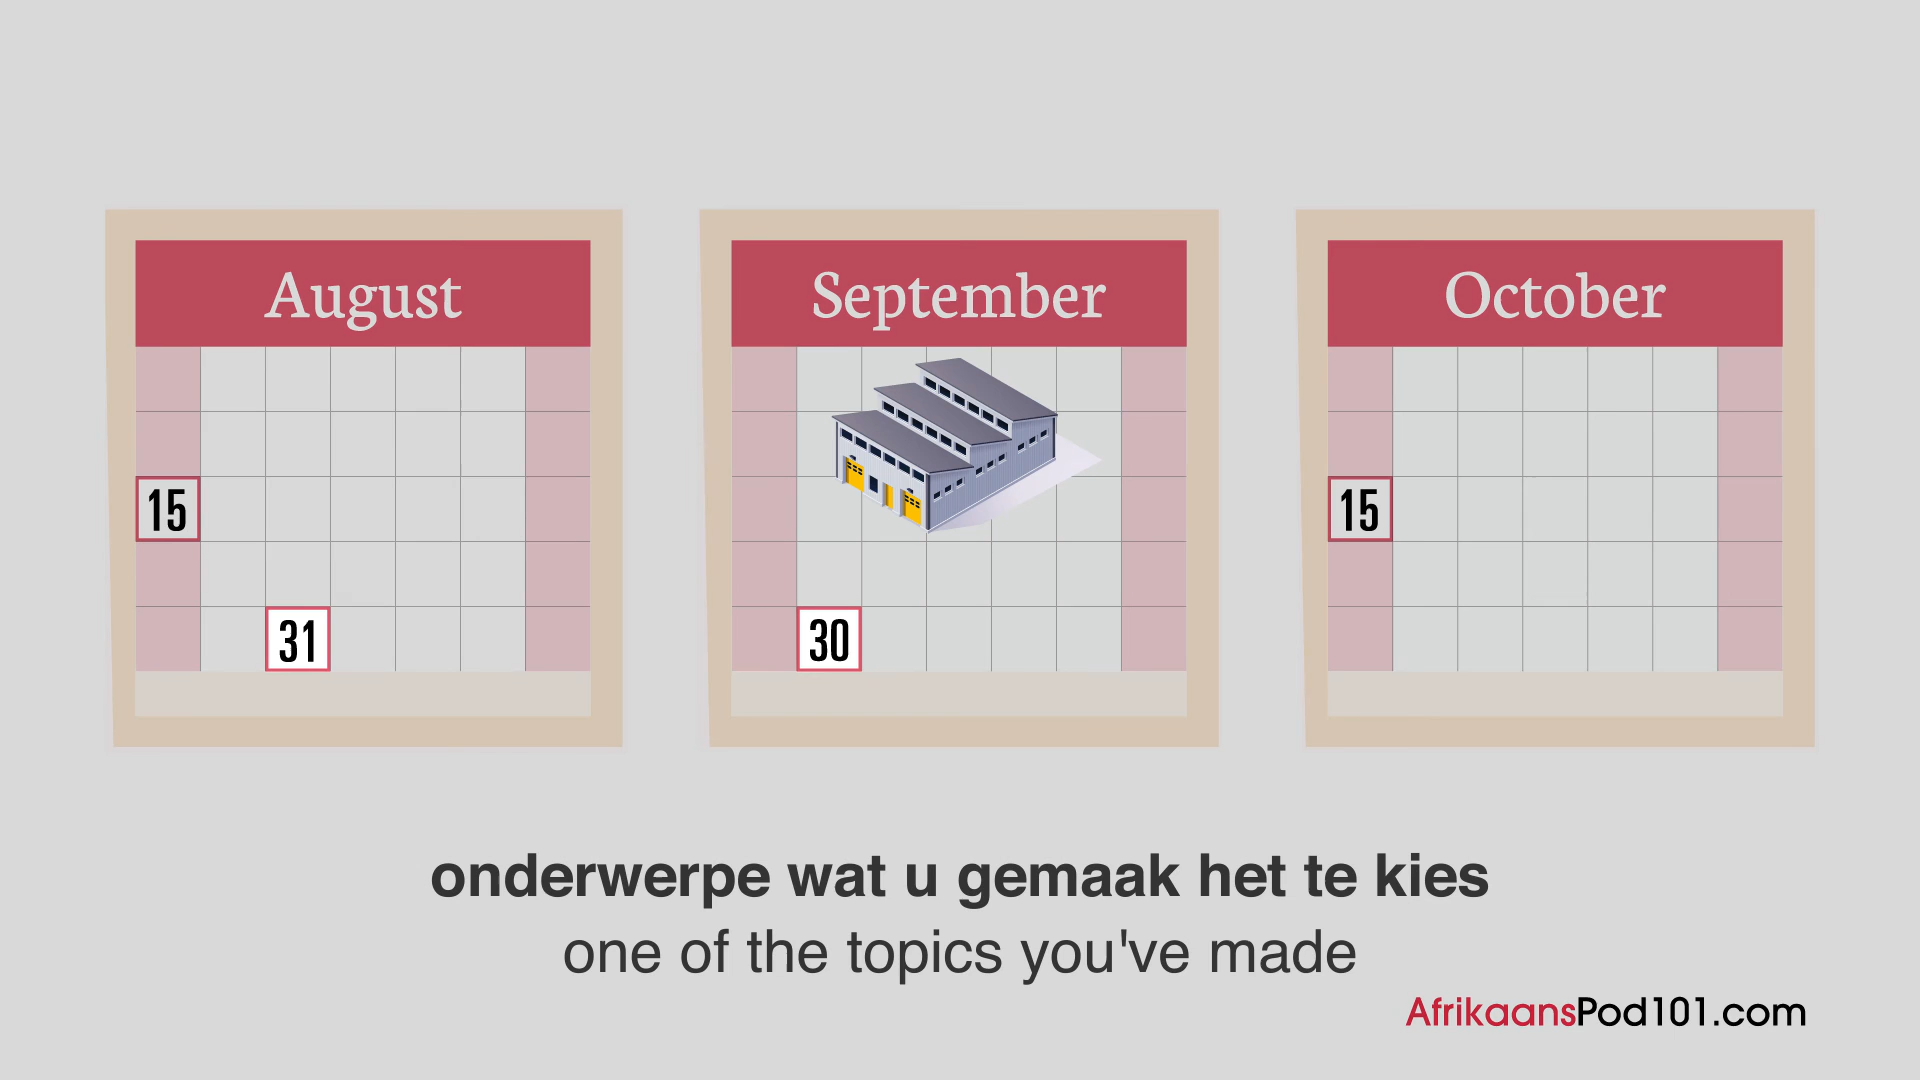 August
September
October
15
15
31
30
onderwerpe wat u gemaak het te kies
one of the topics you've made
AfrikaansPod101.com